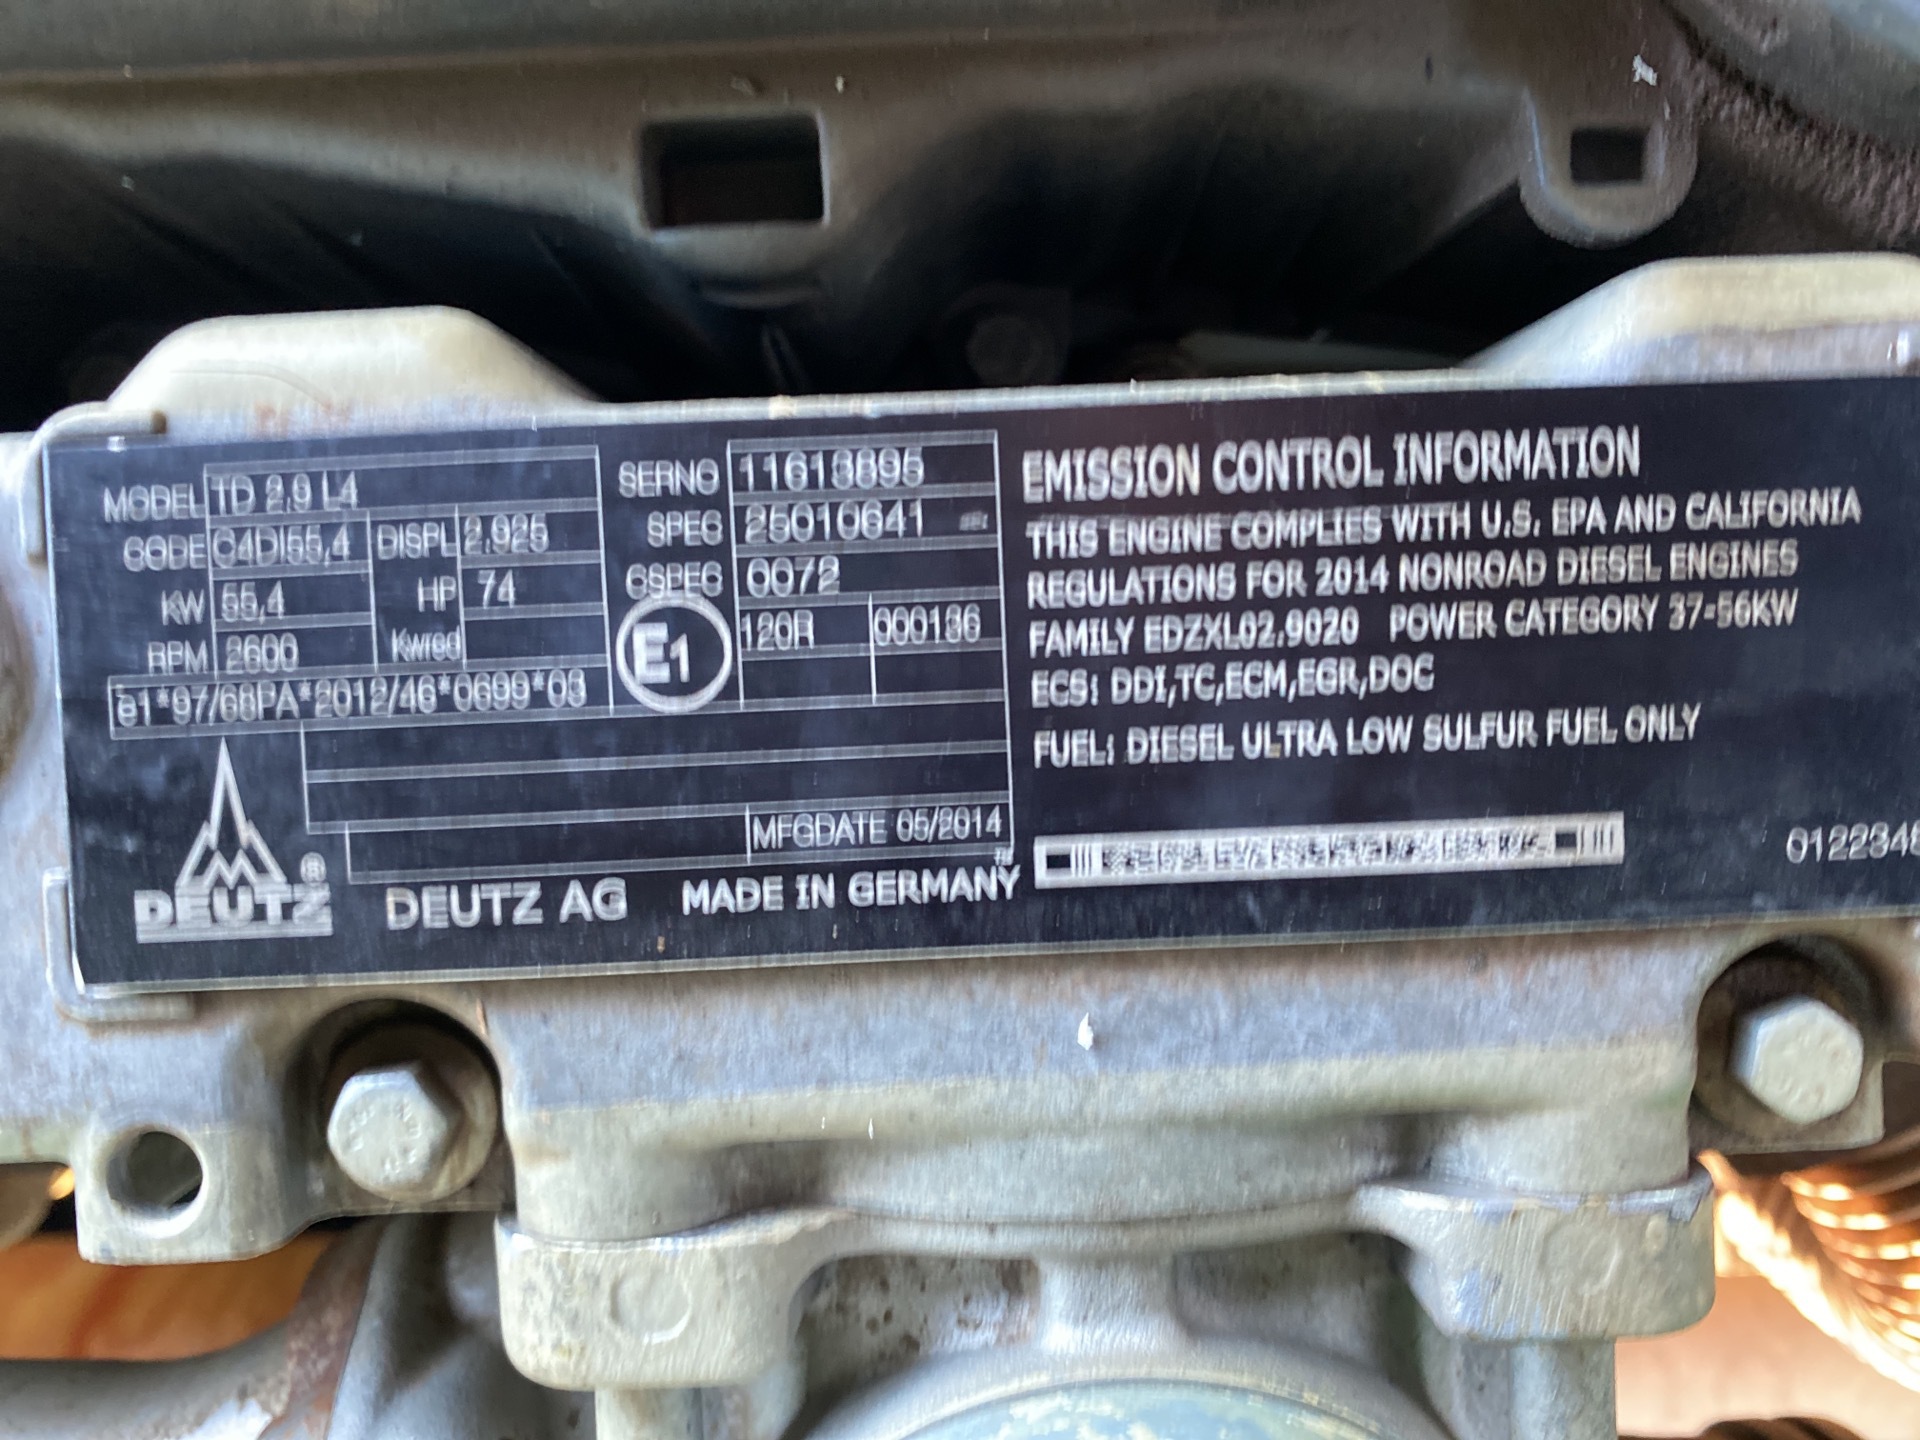 MODEL TD 2.9 L4
CODE C4DI55,4 DISPL 2.925
KW 55,4 HP 74
RPM 2600 Kwred
e1*97/68PA*2012/46*0699*03
SERNO 11613895
SPEC 25010641
CSPEC 0072
E1 120R 000136
MFGDATE 05/2014
DEUTZ ®
DEUTZ AG MADE IN GERMANY
EMISSION CONTROL INFORMATION
THIS ENGINE COMPLIES WITH U.S. EPA AND CALIFORNIA
REGULATIONS FOR 2014 NONROAD DIESEL ENGINES
FAMILY EDZXL02.9020 POWER CATEGORY 37-56KW
ECS: DDI,TC,ECM,EGR,DOC
FUEL: DIESEL ULTRA LOW SULFUR FUEL ONLY